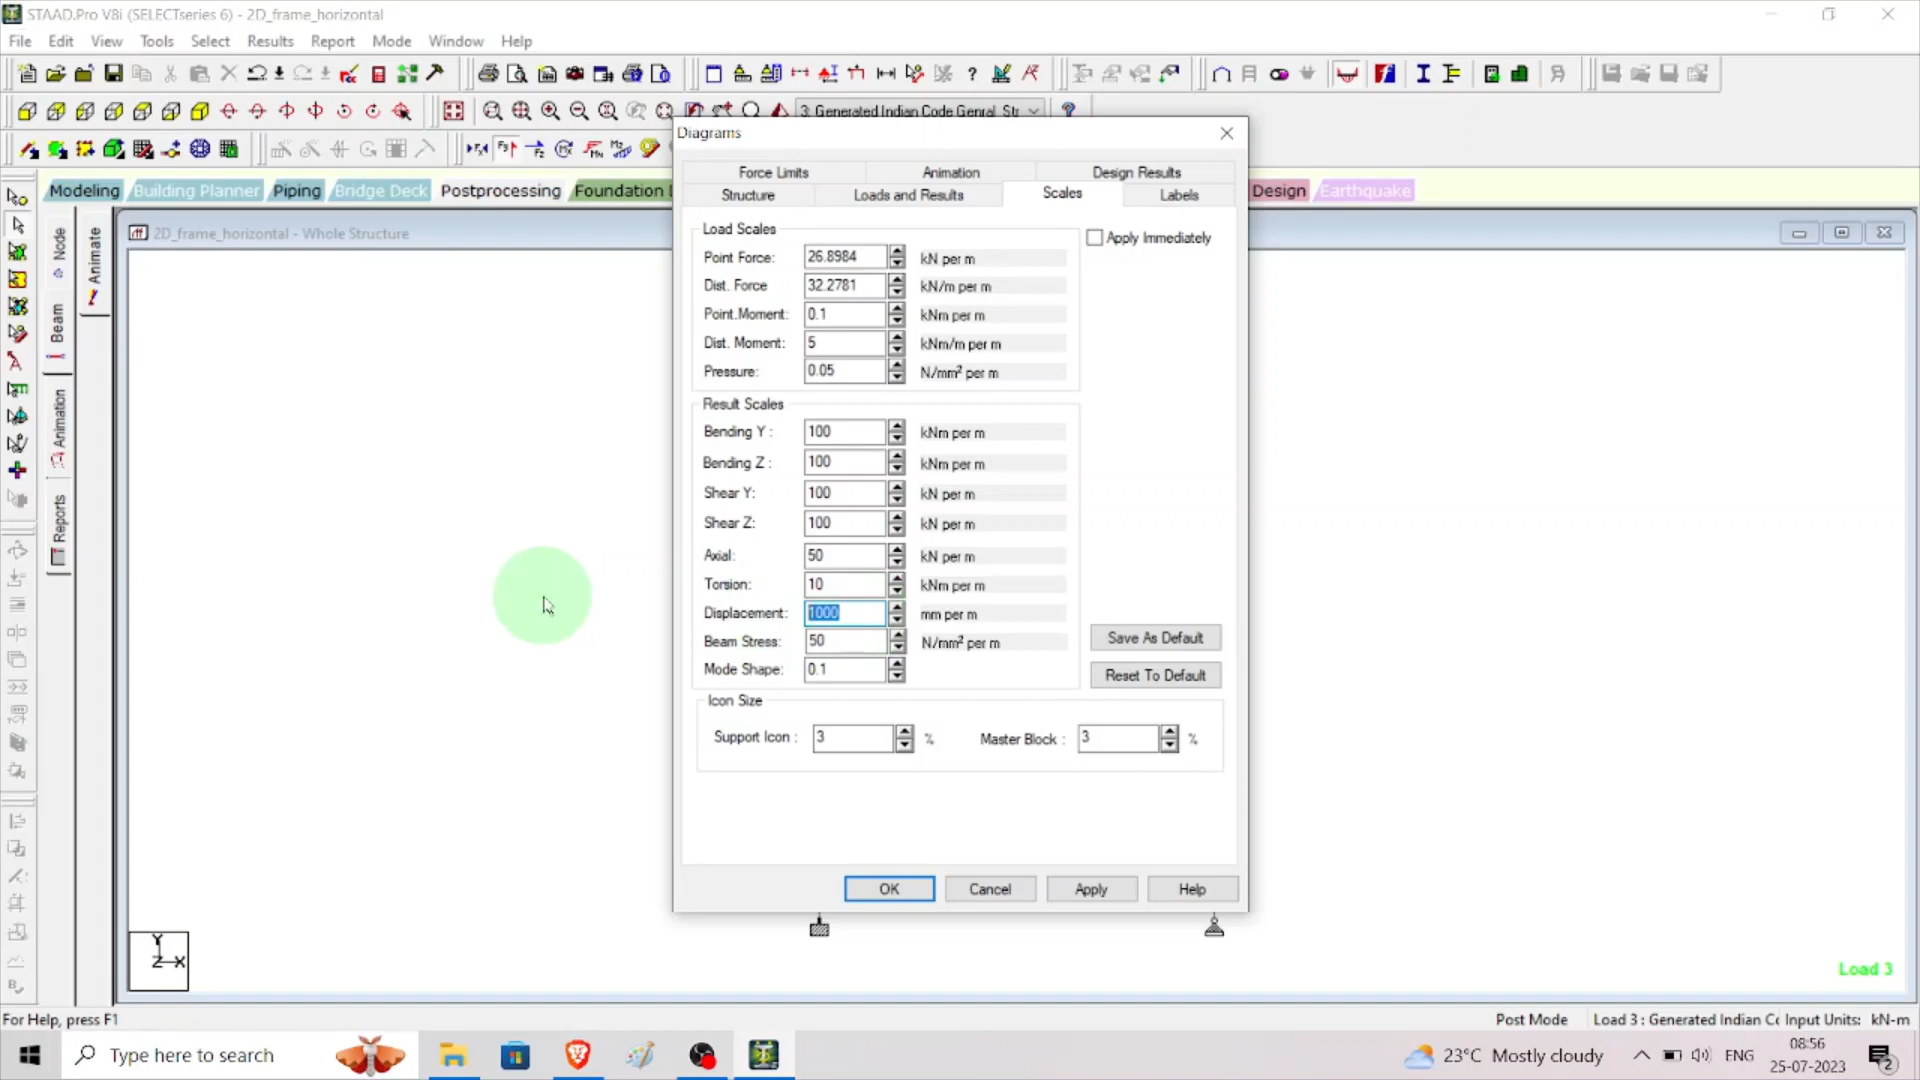 STAAD.Pro V8i (SELECTseries 6) - 2D_frame_horizontal
File Edit View Tools Select Results Report Mode Window Help
3: Generated Indian Code Genral_Str
Modeling Building Planner Piping Bridge Deck Postprocessing Foundation Design Earthquake
2D_frame_horizontal - Whole Structure
Node
Beam
Animation
Reports
Animate
Diagrams
Force Limits Animation Design Results
Structure Loads and Results Scales Labels
Load Scales
Apply Immediately
Point Force: 26.8984 kN per m
Dist. Force 32.2781 kN/m per m
Point.Moment: 0.1 kNm per m
Dist. Moment: 5 kNm/m per m
Pressure: 0.05 N/mm² per m
Result Scales
Bending Y : 100 kNm per m
Bending Z : 100 kNm per m
Shear Y: 100 kN per m
Shear Z: 100 kN per m
Axial: 50 kN per m
Torsion: 10 kNm per m
Displacement: 1000 mm per m
Beam Stress: 50 N/mm² per m
Mode Shape: 0.1
Save As Default
Reset To Default
Icon Size
Support Icon : 3 % Master Block : 3 %
OK Cancel Apply Help
Y
Z X
Load 3
For Help, press F1 Post Mode Load 3 : Generated Indian Cc Input Units: kN-m
Type here to search 23°C Mostly cloudy ENG 08:56
25-07-2023 2